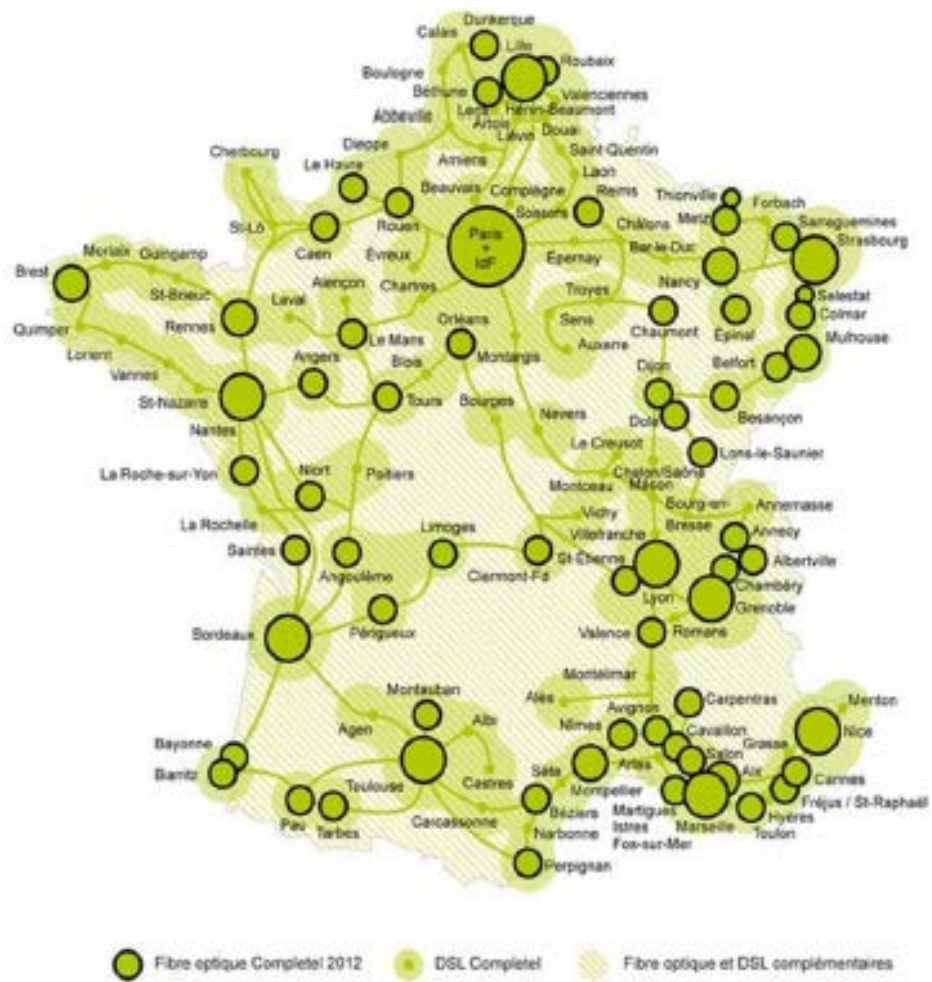 Dunkerque
Calais
Lille
Roubaix
Boulogne
Béthune
Valenciennes
Lens
Hénin-Beaumont
Abbeville
Artois
Douai
Liévin
Cherbourg
Dieppe
Saint-Quentin
Le Havre
Amiens
Laon
Beauvais
Compiègne
Reims
Thionville
Forbach
Soissons
Metz
Sarreguemines
St-Lô
Rouen
Paris
+
IdF
Châlons
Strasbourg
Caen
Évreux
Epernay
Bar-le-Duc
Morlaix
Guingamp
Nancy
Brest
Alençon
Chartres
Troyes
Selestat
St-Brieuc
Laval
Colmar
Quimper
Rennes
Orléans
Sens
Chaumont
Epinal
Le Mans
Mulhouse
Lorient
Angers
Montargis
Auxerre
Blois
Dijon
Belfort
Vannes
St-Nazaire
Tours
Bourges
Dole
Besançon
Nantes
Nevers
Le Creusot
Lons-le-Saunier
La Roche-sur-Yon
Niort
Poitiers
Chalon/Saône
Montceau
Macon
Bourg-en-
Bresse
Annemasse
La Rochelle
Limoges
Vichy
Villefranche
Annecy
Saintes
St-Étienne
Albertville
Angoulême
Clermont-Fd
Chambéry
Lyon
Grenoble
Bordeaux
Périgueux
Valence
Romans
Montélimar
Montauban
Alès
Carpentras
Menton
Avignon
Agen
Albi
Nîmes
Cavaillon
Nice
Bayonne
Salon
Grasse
Biarritz
Sète
Arles
Aix
Cannes
Toulouse
Castres
Montpellier
Fréjus / St-Raphaël
Pau
Tarbes
Béziers
Martigues
Hyères
Carcassonne
Istres
Marseille
Toulon
Narbonne
Fos-sur-Mer
Perpignan
Fibre optique Completel 2012
DSL Completel
Fibre optique et DSL complémentaires